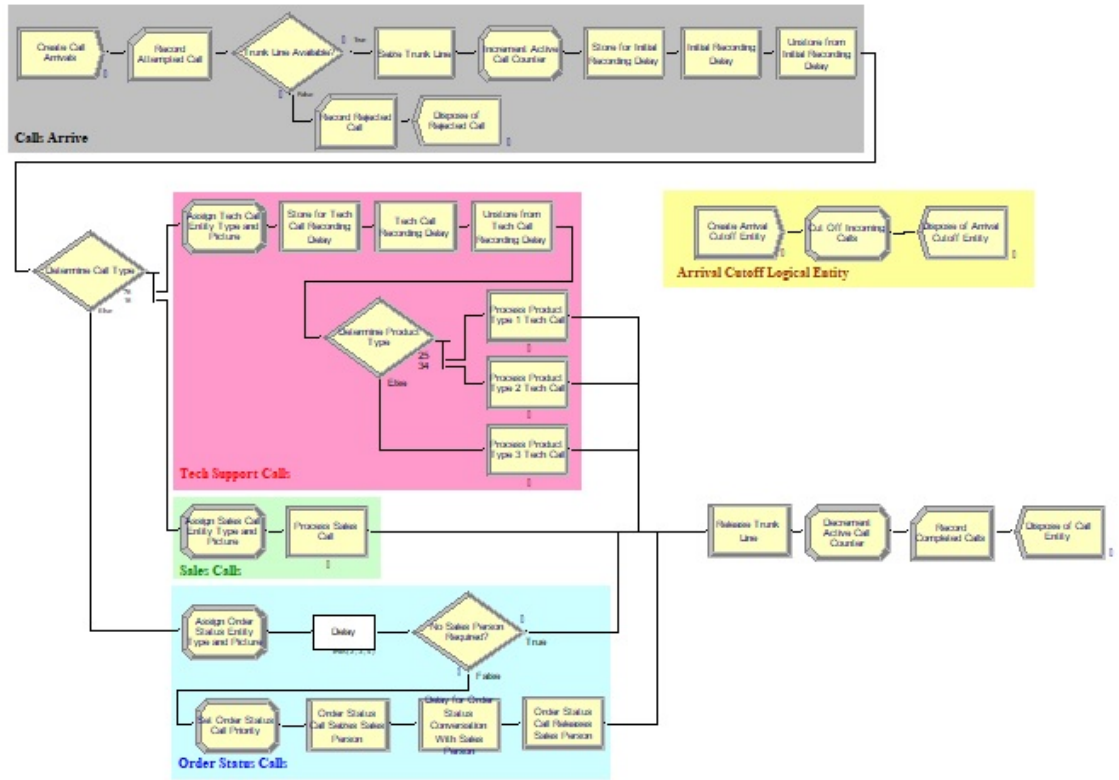 Create Call
Arrivals
Record
Attempted Call
Trunk Line Available?
True
False
Seize Trunk Line
Increment Active
Call Counter
Store for Initial
Recording Delay
Initial Recording
Delay
Unstore from
Initial Recording
Delay
Record Rejected
Call
Dispose of
Rejected Call
Calls Arrive
Determine Call Type
Else
Assign Tech Call
Entity Type and
Picture
Store for Tech
Call Recording
Delay
Tech Call
Recording Delay
Unstore from
Tech Call
Recording Delay
Determine Product
Type
25
34
Else
Process Product
Type 1 Tech Call
Process Product
Type 2 Tech Call
Process Product
Type 3 Tech Call
Tech Support Calls
Create Arrival
Cutoff Entity
Cut Off Incoming
Calls
Dispose of Arrival
Cutoff Entity
Arrival Cutoff Logical Entity
Assign Sales Call
Entity Type and
Picture
Process Sales
Call
Sales Calls
Release Trunk
Line
Decrement
Active Call
Counter
Record
Completed Calls
Dispose of Call
Entity
Assign Order
Status Entity
Type and Picture
Delay
No Sales Person
Required?
True
False
Set Order Status
Call Priority
Order Status
Call Seizes Sales
Person
Delay for Order
Status
Conversation
With Sales
Person
Order Status
Call Releases
Sales Person
Order Status Calls